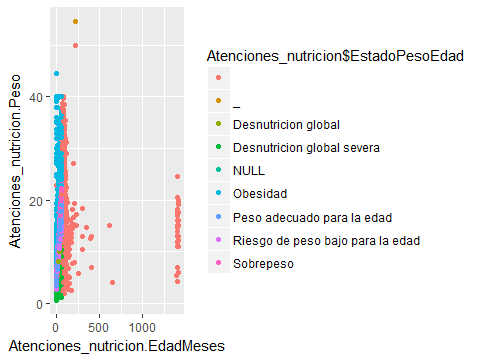 Atenciones_nutricion$EstadoPesoEdad
_
Desnutricion global
Desnutricion global severa
NULL
Obesidad
Peso adecuado para la edad
Riesgo de peso bajo para la edad
Sobrepeso
Atenciones_nutricion.Peso
40
20
0
0 500 1000
Atenciones_nutricion.EdadMeses